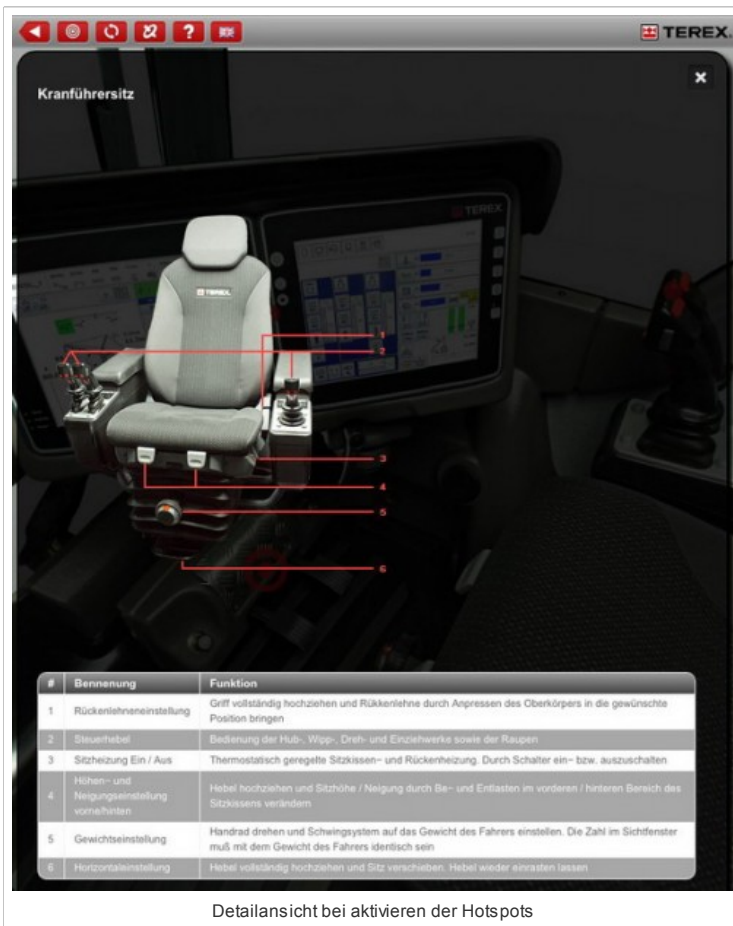 ?
TEREX.
Kranführersitz
TEREX
TEREX.
1
2
3
4
5
6
# Bennenung Funktion
1 Rückenlehneneinstellung Griff vollständig hochziehen und Rükkenlehne durch Anpressen des Oberkörpers in die gewünschte
Position bringen
2 Steuerhebel Bedienung der Hub-, Wipp-, Dreh- und Einziehwerke sowie der Raupen
3 Sitzheizung Ein / Aus Thermostatisch geregelte Sitzkissen- und Rückenheizung. Durch Schalter ein- bzw. auszuschalten
4 Höhen- und
Neigungseinstellung
vorne/hinten
Hebel hochziehen und Sitzhöhe / Neigung durch Be- und Entlasten im vorderen / hinteren Bereich des
Sitzkissens verändern
5 Gewichtseinstellung Handrad drehen und Schwingsystem auf das Gewicht des Fahrers einstellen. Die Zahl im Sichtfenster
muß mit dem Gewicht des Fahrers identisch sein
6 Horizontaleinstellung Hebel vollständig hochziehen und Sitz verschieben. Hebel wieder einrasten lassen
Detailansicht bei aktivieren der Hotspots